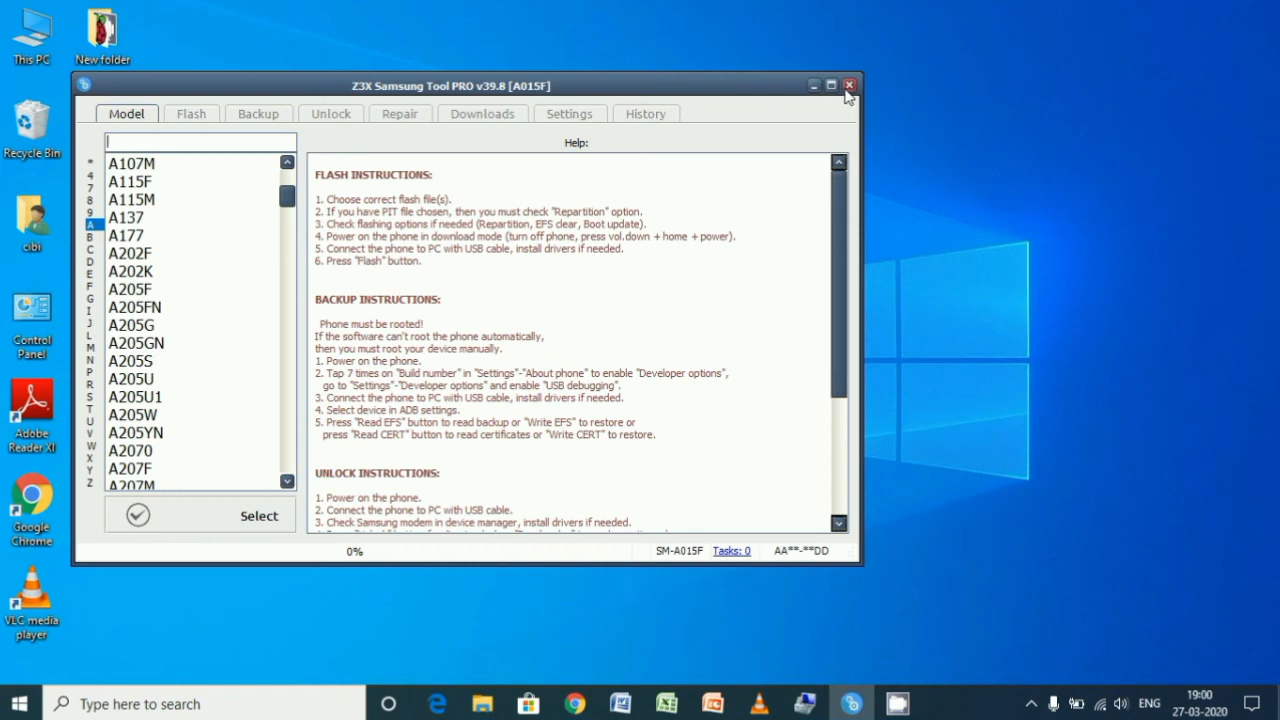 This PC
New folder
Recycle Bin
cibi
Control
Panel
Adobe
Reader XI
Google
Chrome
VLC media
player
Z3X Samsung Tool PRO v39.8 [A015F]
Model
Flash
Backup
Unlock
Repair
Downloads
Settings
History
*
4
7
8
9
A
B
C
D
E
F
G
I
J
L
M
N
P
R
S
T
U
V
W
X
Y
Z
A107M
A115F
A115M
A137
A177
A202F
A202K
A205F
A205FN
A205G
A205GN
A205S
A205U
A205U1
A205W
A205YN
A2070
A207F
A207M
Select
Help:
FLASH INSTRUCTIONS:
1. Choose correct flash file(s).
2. If you have PIT file chosen, then you must check "Repartition" option.
3. Check flashing options if needed (Repartition, EFS clear, Boot update).
4. Power on the phone in download mode (turn off phone, press vol.down + home + power).
5. Connect the phone to PC with USB cable, install drivers if needed.
6. Press "Flash" button.
BACKUP INSTRUCTIONS:
Phone must be rooted!
If the software can't root the phone automatically,
then you must root your device manually.
1. Power on the phone.
2. Tap 7 times on "Build number" in "Settings"-"About phone" to enable "Developer options",
go to "Settings"-"Developer options" and enable "USB debugging".
3. Connect the phone to PC with USB cable, install drivers if needed.
4. Select device in ADB settings.
5. Press "Read EFS" button to read backup or "Write EFS" to restore or
press "Read CERT" button to read certificates or "Write CERT" to restore.
UNLOCK INSTRUCTIONS:
1. Power on the phone.
2. Connect the phone to PC with USB cable.
3. Check Samsung modem in device manager, install drivers if needed.
0%
SM-A015F
Tasks: 0
AA**-**DD
Type here to search
ENG
19:00
27-03-2020